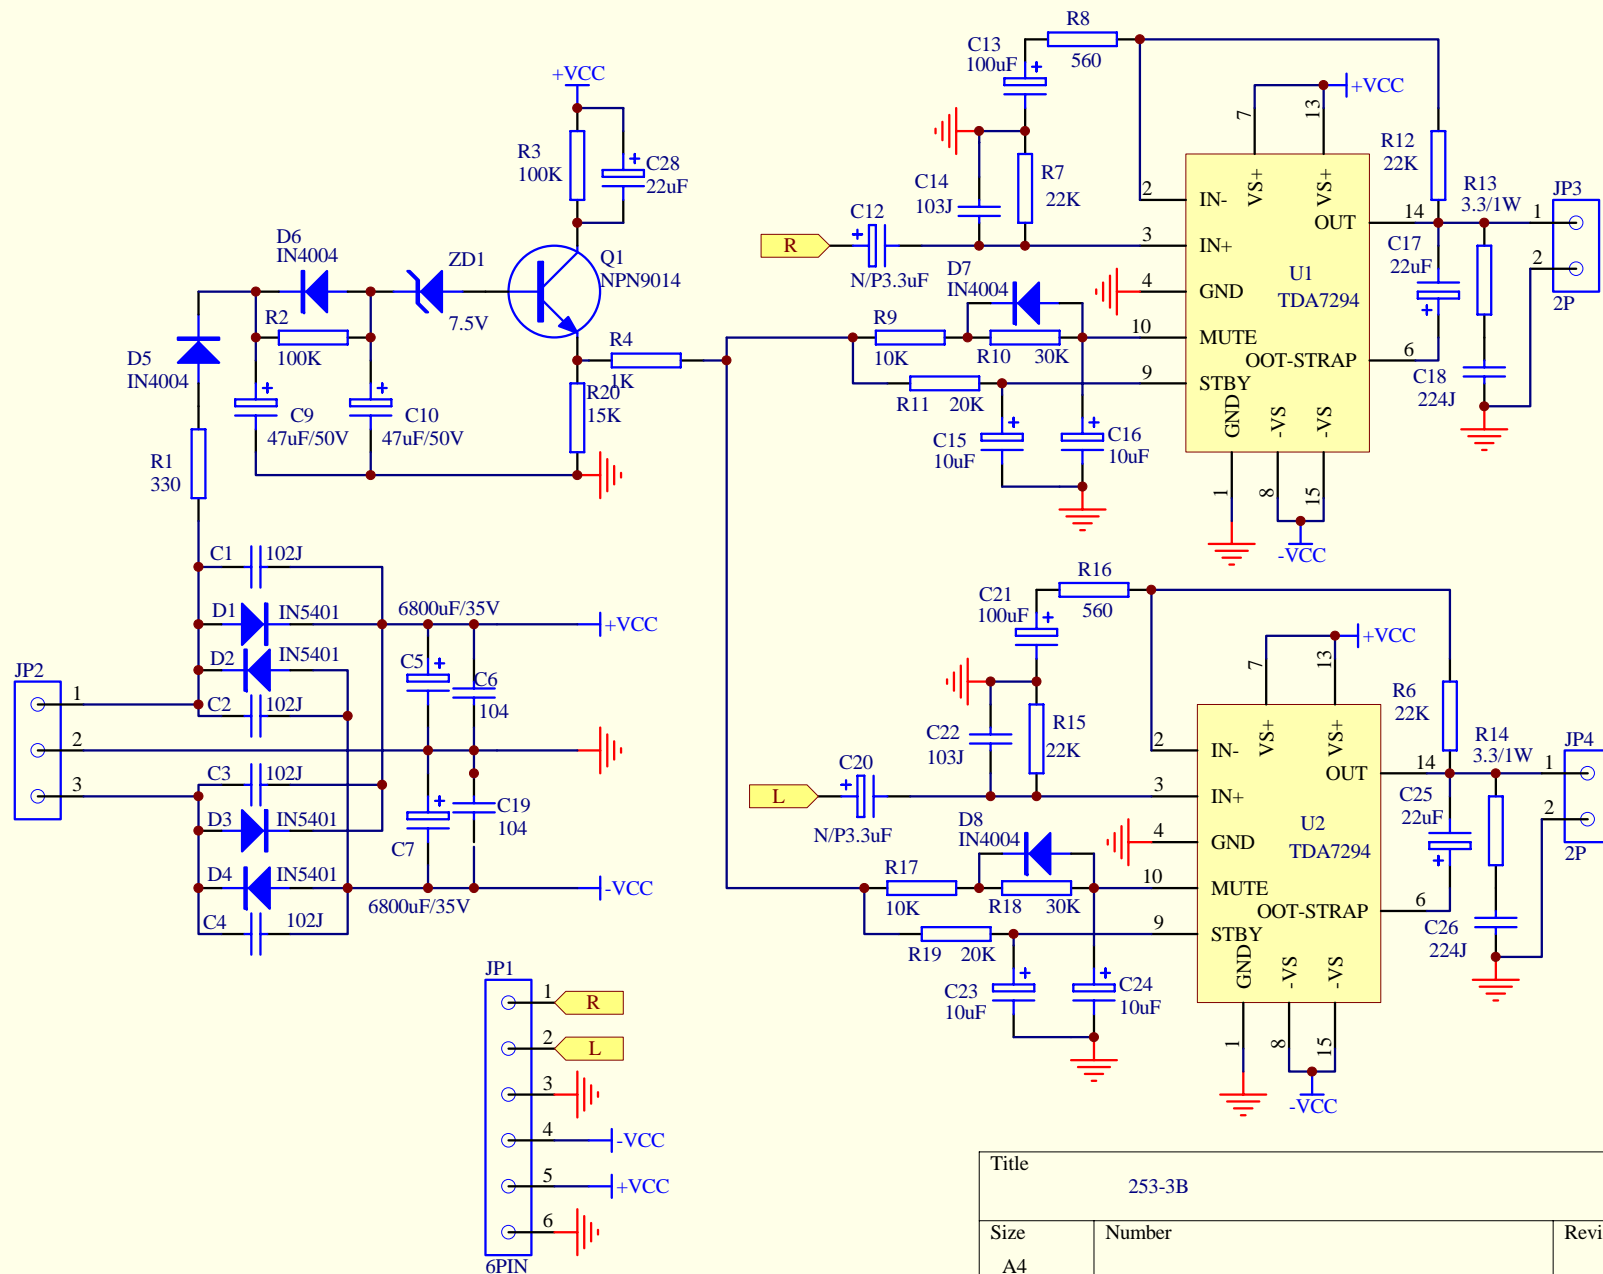 +VCC
R3
100K
C28
22uF
D6
IN4004
ZD1
7.5V
Q1
NPN9014
R2
100K
D5
IN4004
C9
47uF/50V
C10
47uF/50V
R4
1K
R20
15K
R1
330
C1
102J
D1
IN5401
D2
IN5401
C2
102J
6800uF/35V
+VCC
C5
C6
104
JP2
1
2
3
C3
102J
D3
IN5401
D4
IN5401
C4
102J
C7
C19
104
6800uF/35V
-VCC
R8
560
C13
100uF
C14
103J
R7
22K
C12
N/P3.3uF
R
D7
IN4004
R9
10K
R10
30K
R11
20K
C15
10uF
C16
10uF
+VCC
7
13
VS+
VS+
2
IN-
3
IN+
4
GND
10
MUTE
9
STBY
U1
TDA7294
OUT
14
OOT-STRAP
6
GND
-VS
-VS
1
8
15
-VCC
R12
22K
R13
3.3/1W
C17
22uF
C18
224J
JP3
1
2
2P
R16
560
C21
100uF
C22
103J
R15
22K
C20
N/P3.3uF
L
D8
IN4004
R17
10K
R18
30K
R19
20K
C23
10uF
C24
10uF
+VCC
7
13
VS+
VS+
2
IN-
3
IN+
4
GND
10
MUTE
9
STBY
U2
TDA7294
OUT
14
OOT-STRAP
6
GND
-VS
-VS
1
8
15
-VCC
R6
22K
R14
3.3/1W
C25
22uF
C26
224J
JP4
1
2
2P
JP1
1
R
2
L
3
4
-VCC
5
+VCC
6
6PIN
Title
253-3B
Size
Number
Revi
A4